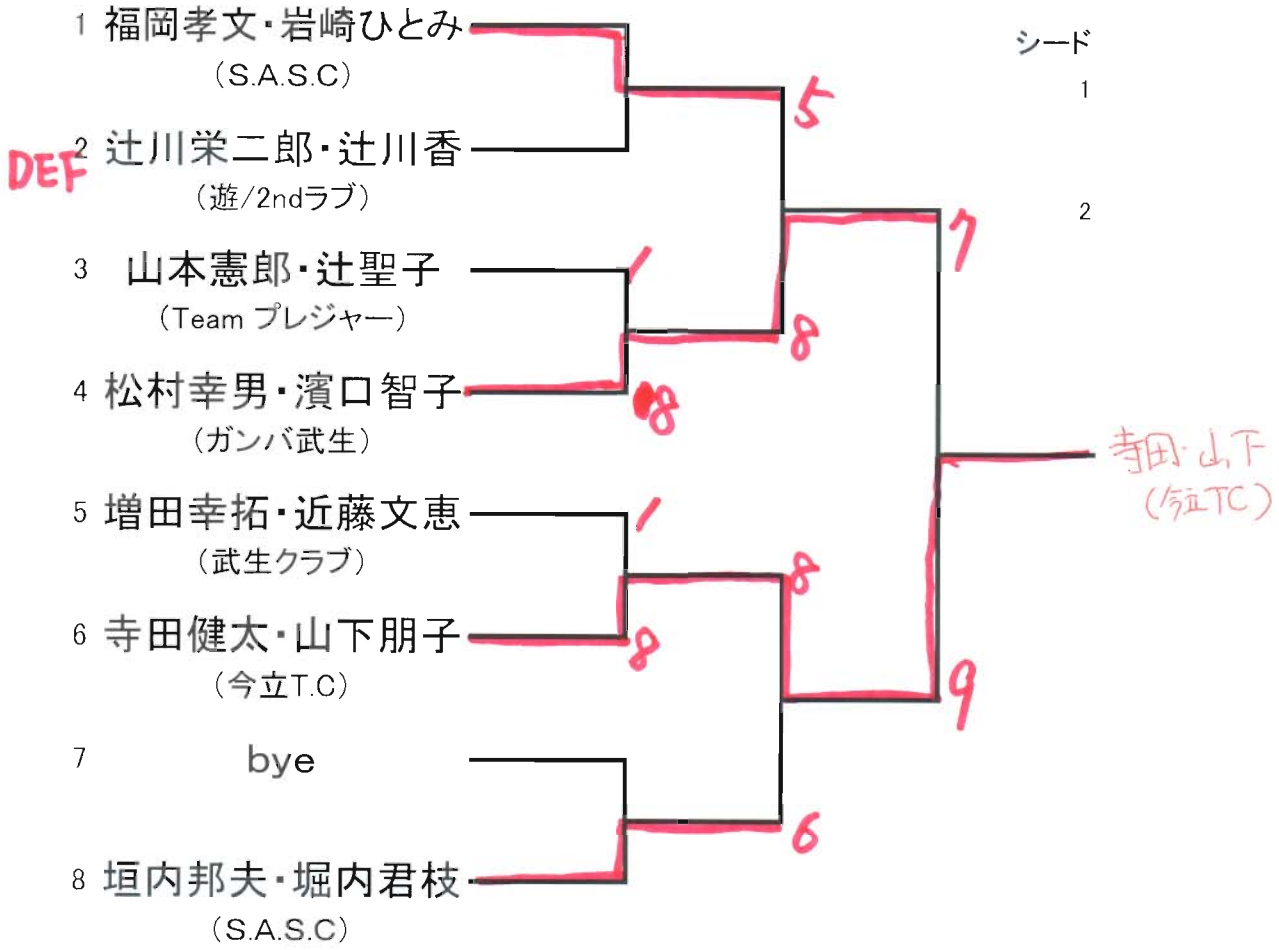 1 福岡孝文・岩崎ひとみ
(S.A.S.C)
DEF 2 辻川栄二郎・辻川香
(遊/2ndラブ)
3 山本憲郎・辻聖子
(Team プレジャー)
4 松村幸男・濱口智子
(ガンバ武生)
5 増田幸拓・近藤文恵
(武生クラブ)
6 寺田健太・山下朋子
(今立T.C)
7 bye
8 垣内邦夫・堀内君枝
(S.A.S.C)
1
8
1
8
5
8
8
6
7
9
寺田・山下
(今立TC)
シード
1
2